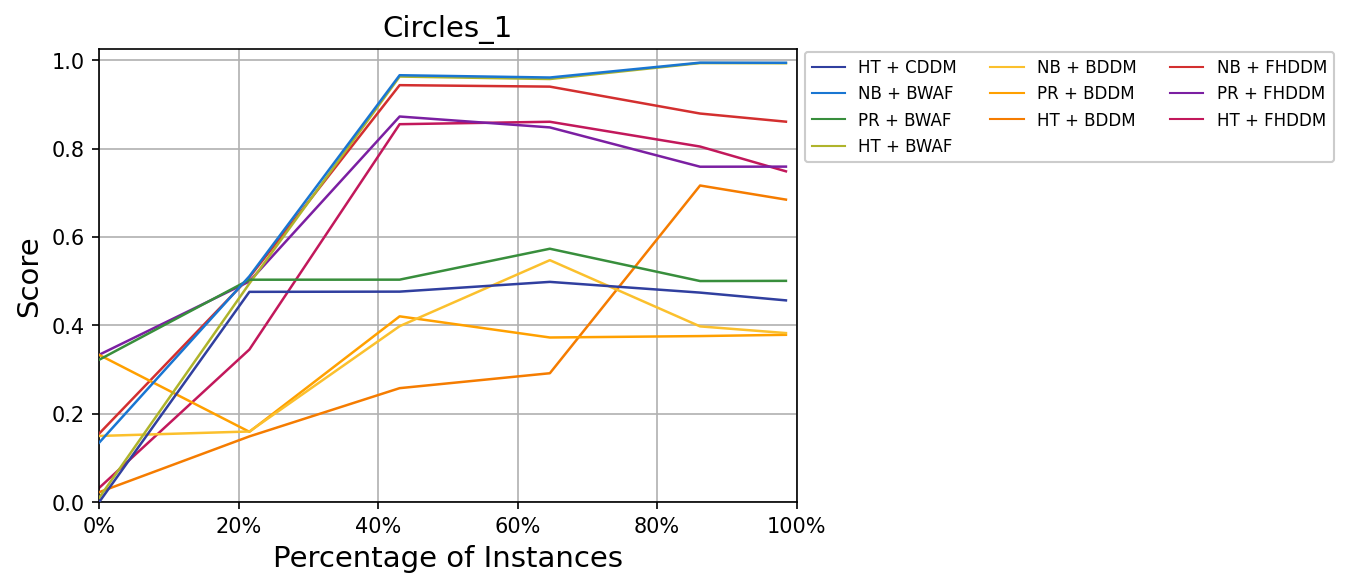 Circles_1
Score
1.0
0.8
0.6
0.4
0.2
0.0
0% 20% 40% 60% 80% 100%
Percentage of Instances
HT + CDDM NB + BDDM NB + FHDDM
NB + BWAF PR + BDDM PR + FHDDM
PR + BWAF HT + BDDM HT + FHDDM
HT + BWAF